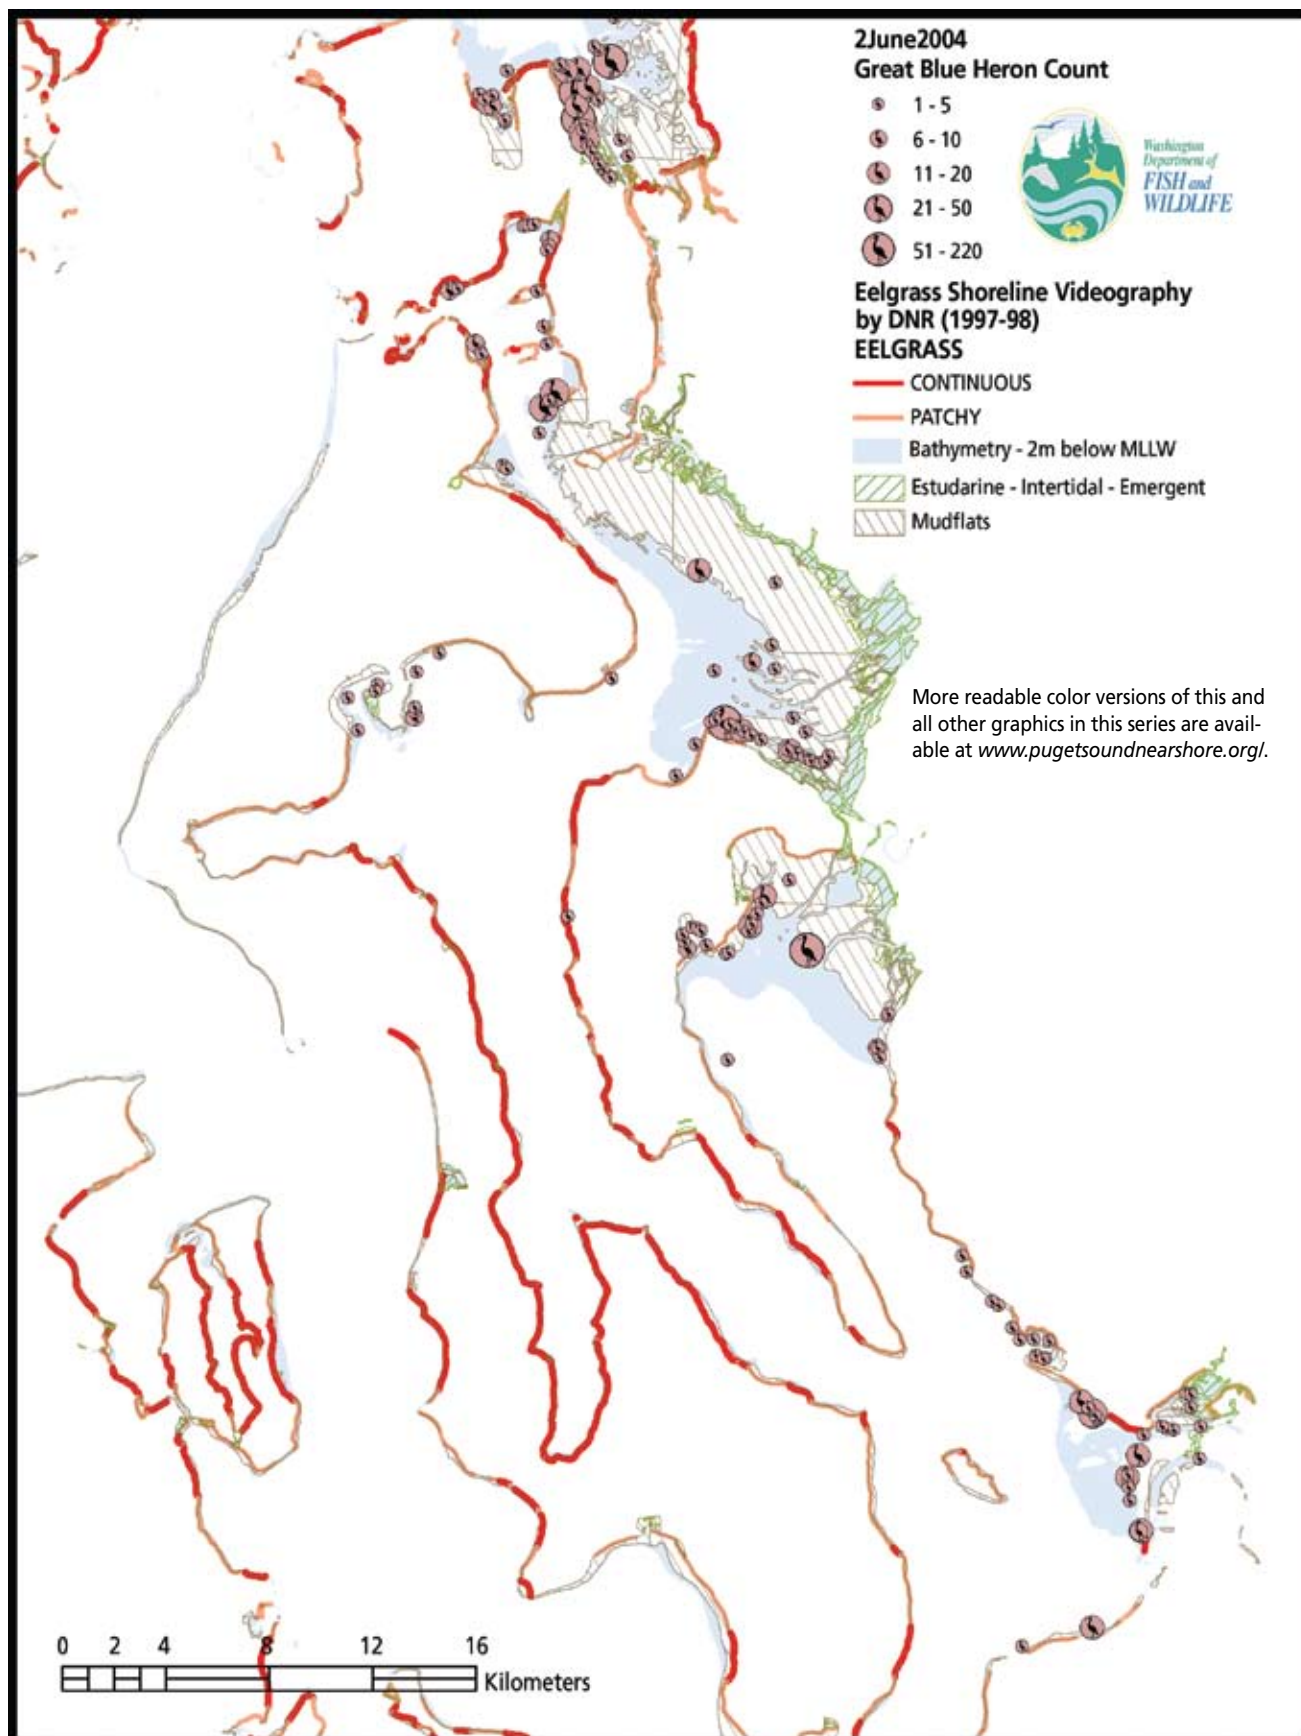 2June2004
Great Blue Heron Count
1 - 5
6 - 10
11 - 20
21 - 50
51 - 220
Washington
Department of
FISH and
WILDLIFE
Eelgrass Shoreline Videography
by DNR (1997-98)
EELGRASS
CONTINUOUS
PATCHY
Bathymetry - 2m below MLLW
Estudarine - Intertidal - Emergent
Mudflats
More readable color versions of this and
all other graphics in this series are avail-
able at www.pugetsoundnearshore.org/.
0 2 4 8 12 16
Kilometers